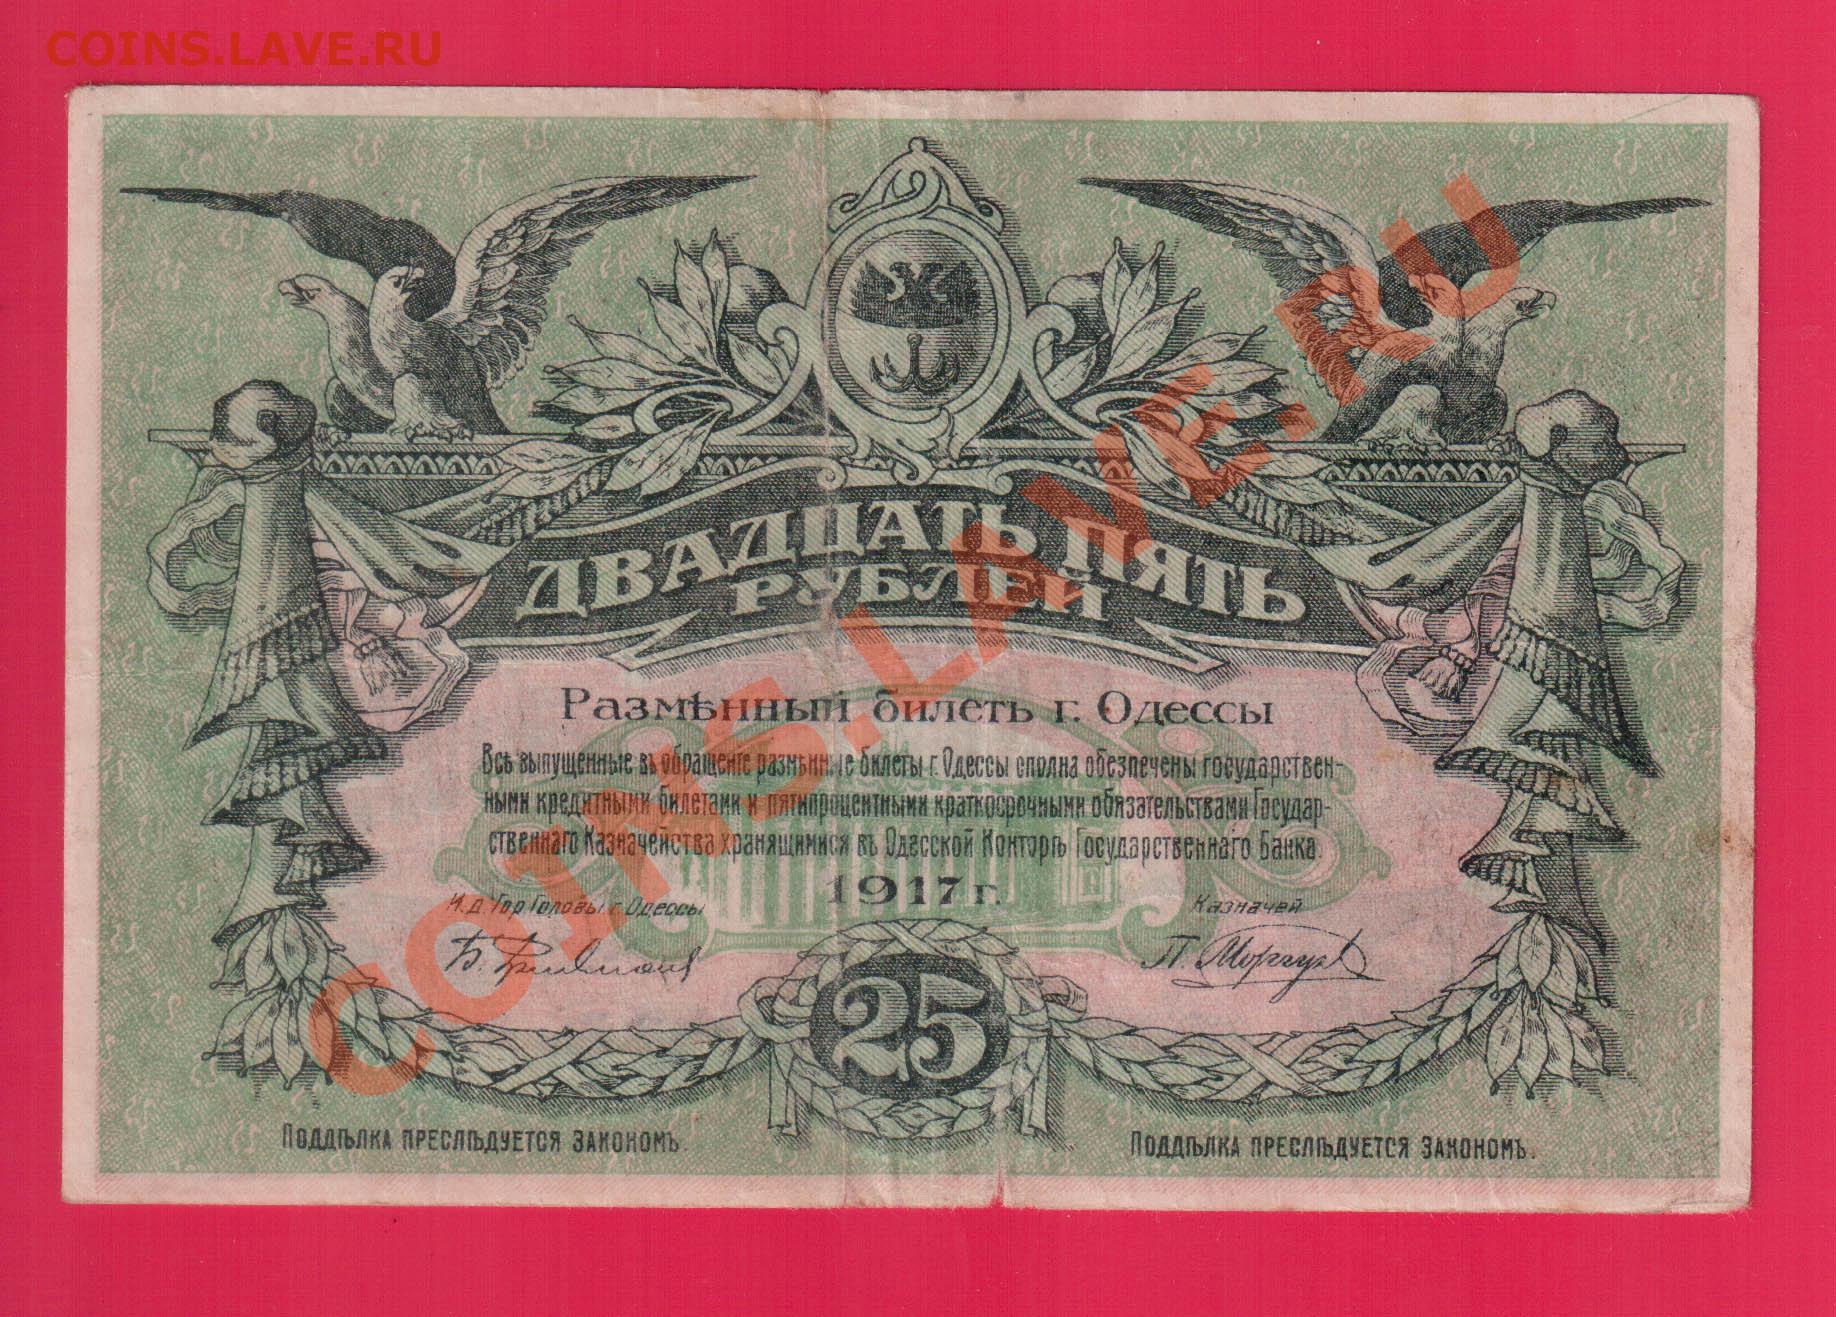 COINS.LAVE.RU
ДВАДЦАТЬ ПЯТЬ
РУБЛЕЙ
Размѣнный билетъ г. Одессы
Всѣ выпущенные въ обращенiе размѣнные билеты г. Одессы сполна обезпечены государствен-
ными кредитными билетами и пятипроцентными краткосрочными обязательствами Государ-
ственнаго Казначейства хранящимися въ Одесской Конторѣ Государственнаго Банка.
1917 г.
И.д. Гор Головы г. Одессы
Казначей
25
Поддѣлка преслѣдуется закономъ.
Поддѣлка преслѣдуется закономъ.
COINS.LAVE.RU